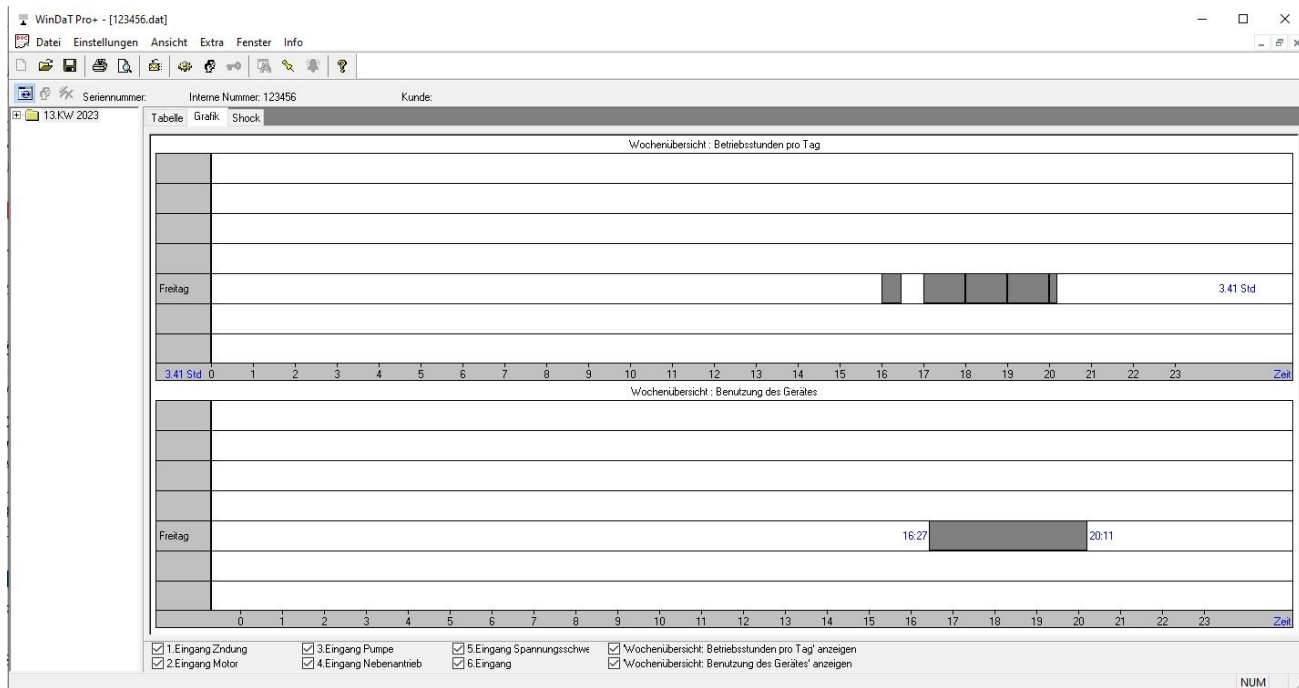 WinDaT Pro+ - [123456.dat]
Datei Einstellungen Ansicht Extra Fenster Info
Seriennummer: Interne Nummer: 123456 Kunde:
13.KW 2023
Tabelle Grafik Shock
Wochenübersicht : Betriebsstunden pro Tag
Freitag 3.41 Std
3.41 Std 0 1 2 3 4 5 6 7 8 9 10 11 12 13 14 15 16 17 18 19 20 21 22 23 Zeit
Wochenübersicht : Benutzung des Gerätes
Freitag 16:27 20:11
0 1 2 3 4 5 6 7 8 9 10 11 12 13 14 15 16 17 18 19 20 21 22 23 Zeit
1.Eingang Zndung 3.Eingang Pumpe 5.Eingang Spannungsschwe 'Wochenübersicht: Betriebsstunden pro Tag' anzeigen
2.Eingang Motor 4.Eingang Nebenantrieb 6.Eingang 'Wochenübersicht: Benutzung des Gerätes' anzeigen
NUM